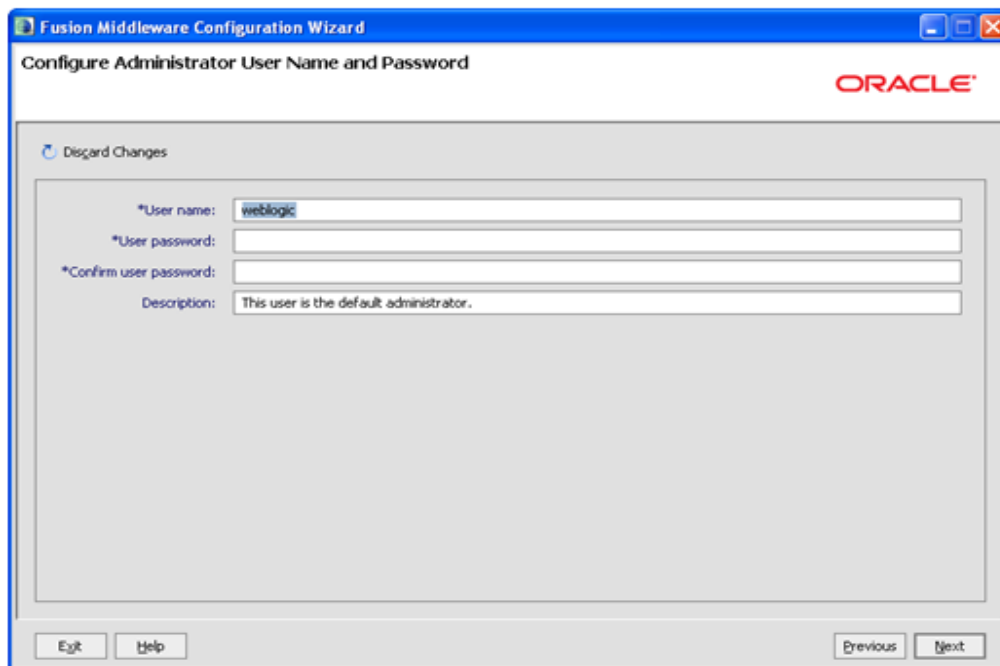 Fusion Middleware Configuration Wizard
Configure Administrator User Name and Password
ORACLE
Discard Changes
*User name: weblogic
*User password:
*Confirm user password:
Description: This user is the default administrator.
Exit Help Previous Next